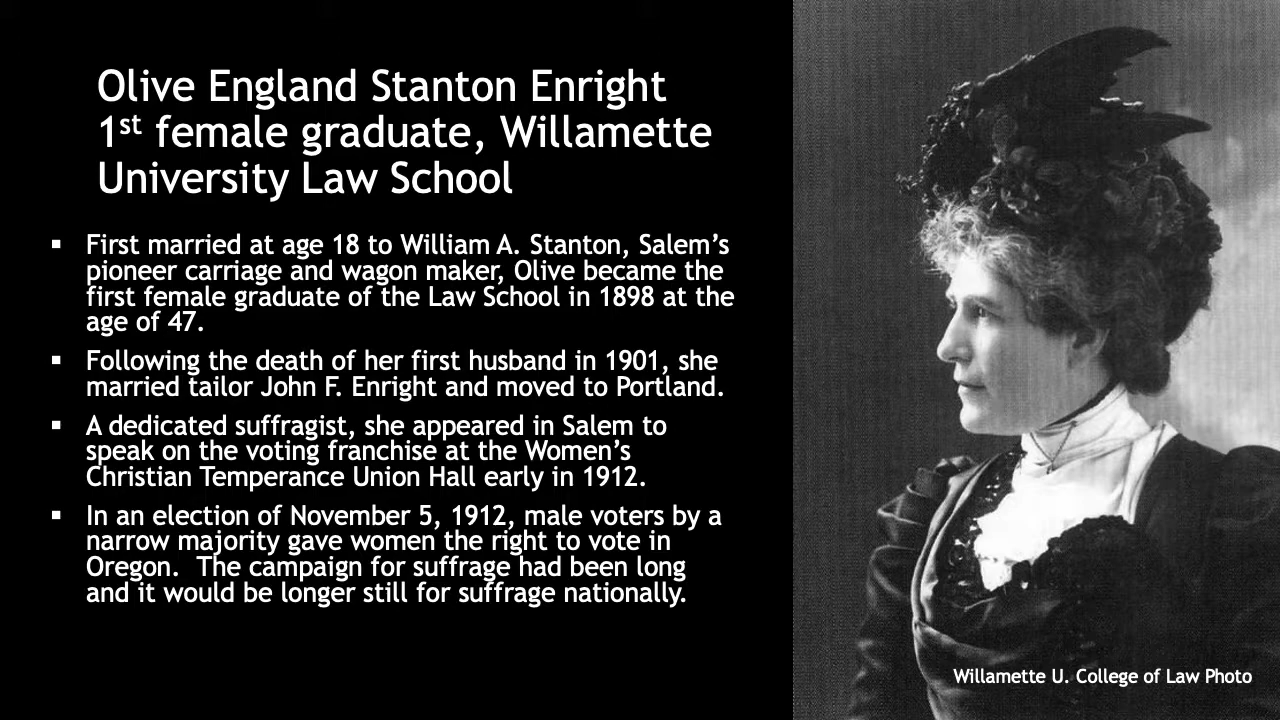 Olive England Stanton Enright
1st female graduate, Willamette
University Law School
▪ First married at age 18 to William A. Stanton, Salem’s
pioneer carriage and wagon maker, Olive became the
first female graduate of the Law School in 1898 at the
age of 47.
▪ Following the death of her first husband in 1901, she
married tailor John F. Enright and moved to Portland.
▪ A dedicated suffragist, she appeared in Salem to
speak on the voting franchise at the Women’s
Christian Temperance Union Hall early in 1912.
▪ In an election of November 5, 1912, male voters by a
narrow majority gave women the right to vote in
Oregon.  The campaign for suffrage had been long
and it would be longer still for suffrage nationally.
Willamette U. College of Law Photo